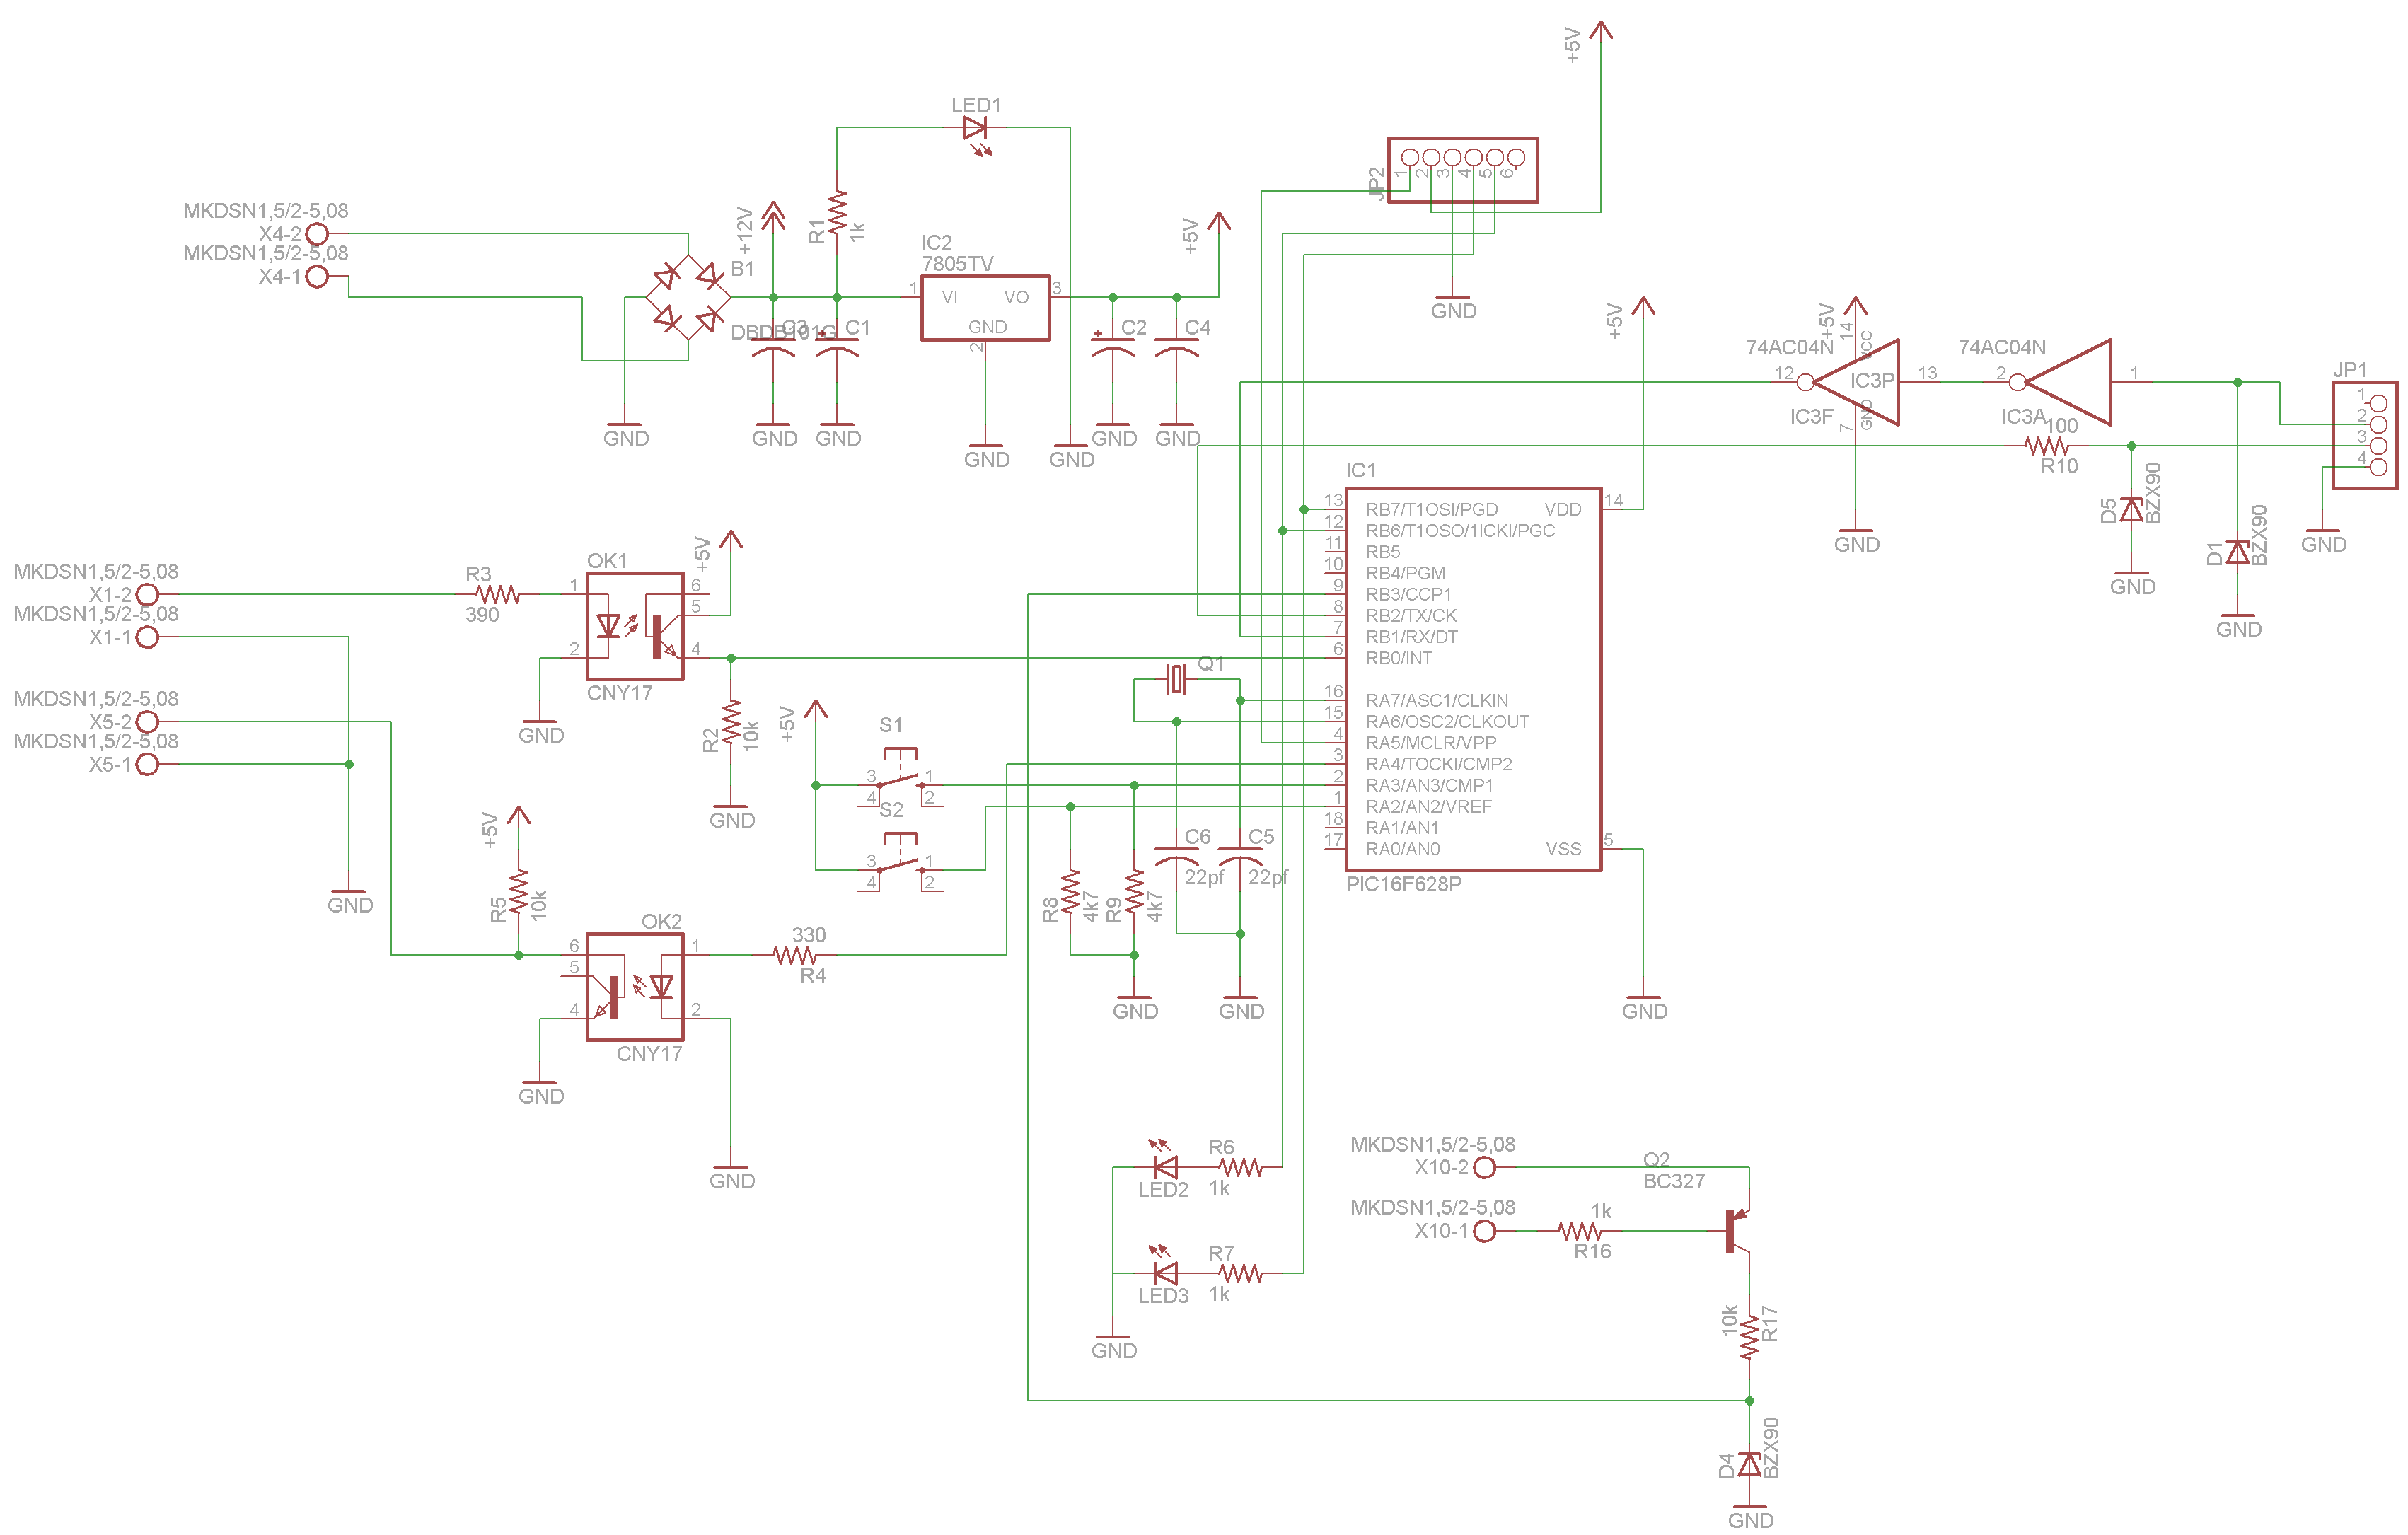 +5V
LED1
JP2
1
2
3
4
5
6
MKDSN1,5/2-5,08
X4-2
MKDSN1,5/2-5,08
X4-1
+12V
R1
1k
B1
DBDB101G
IC2
7805TV
1
VI
VO
3
GND
2
+5V
C3
C1
C2
C4
GND
GND
GND
GND
GND
GND
GND
GND
+5V
+5V
14
VCC
74AC04N
74AC04N
12
IC3P
13
2
1
IC3F
GND
7
IC3A
100
R10
JP1
1
2
3
4
D5
BZX90
D1
BZX90
GND
GND
GND
GND
IC1
13
RB7/T1OSI/PGD
VDD
14
12
RB6/T1OSO/1ICKI/PGC
11
RB5
10
RB4/PGM
9
RB3/CCP1
8
RB2/TX/CK
7
RB1/RX/DT
6
RB0/INT
16
RA7/ASC1/CLKIN
15
RA6/OSC2/CLKOUT
4
RA5/MCLR/VPP
3
RA4/TOCKI/CMP2
2
RA3/AN3/CMP1
1
RA2/AN2/VREF
18
RA1/AN1
17
RA0/AN0
VSS
5
PIC16F628P
GND
MKDSN1,5/2-5,08
X1-2
MKDSN1,5/2-5,08
X1-1
MKDSN1,5/2-5,08
X5-2
MKDSN1,5/2-5,08
X5-1
GND
R3
390
OK1
1
2
6
5
4
CNY17
+5V
GND
R2
10k
GND
+5V
S1
3
1
4
2
S2
3
1
4
2
Q1
C6
22pf
C5
22pf
R8
4k7
R9
4k7
GND
GND
+5V
R5
10k
OK2
6
5
4
1
2
CNY17
330
R4
GND
GND
R6
1k
LED2
R7
1k
LED3
GND
MKDSN1,5/2-5,08
X10-2
MKDSN1,5/2-5,08
X10-1
Q2
BC327
1k
R16
10k
R17
D4
BZX90
GND